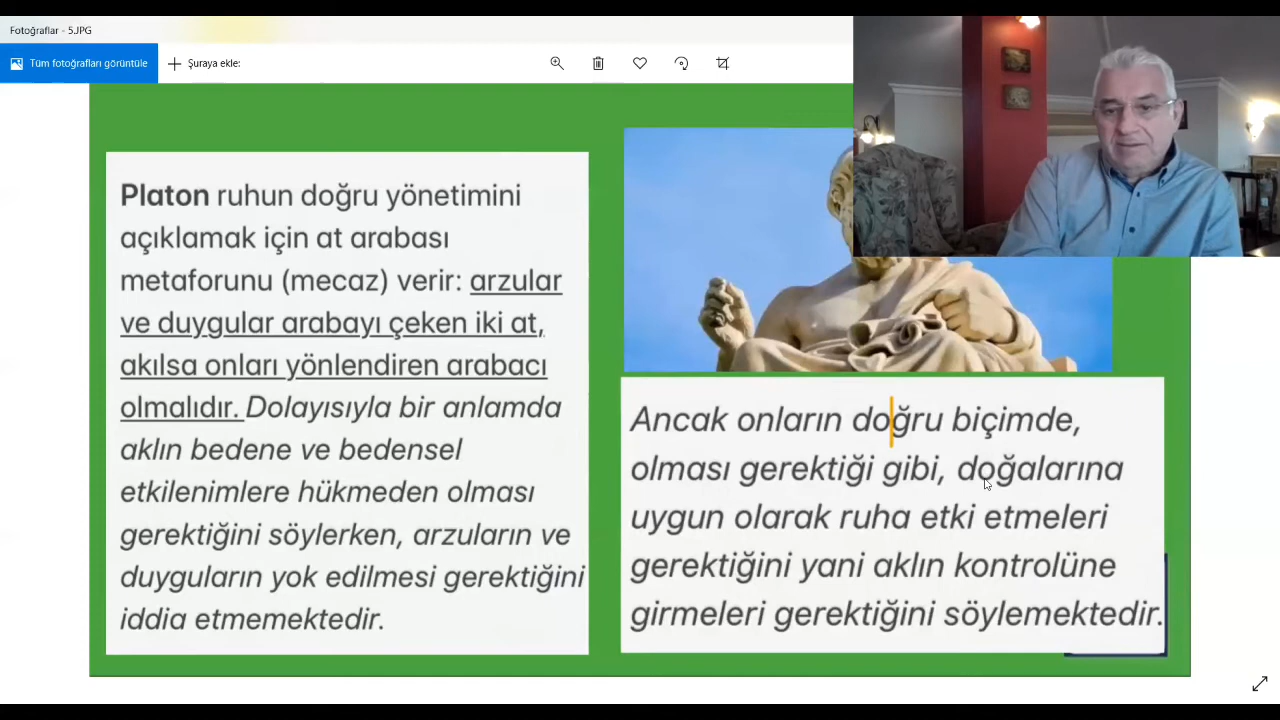 Fotoğraflar - 5.JPG
Tüm fotoğrafları görüntüle
Şuraya ekle:
Platon ruhun doğru yönetimini
açıklamak için at arabası
metaforunu (mecaz) verir: arzular
ve duygular arabayı çeken iki at,
akılsa onları yönlendiren arabacı
olmalıdır. Dolayısıyla bir anlamda
aklın bedene ve bedensel
etkilenimlere hükmeden olması
gerektiğini söylerken, arzuların ve
duyguların yok edilmesi gerektiğini
iddia etmemektedir.
Ancak onların doğru biçimde,
olması gerektiği gibi, doğalarına
uygun olarak ruha etki etmeleri
gerektiğini yani aklın kontrolüne
girmeleri gerektiğini söylemektedir.